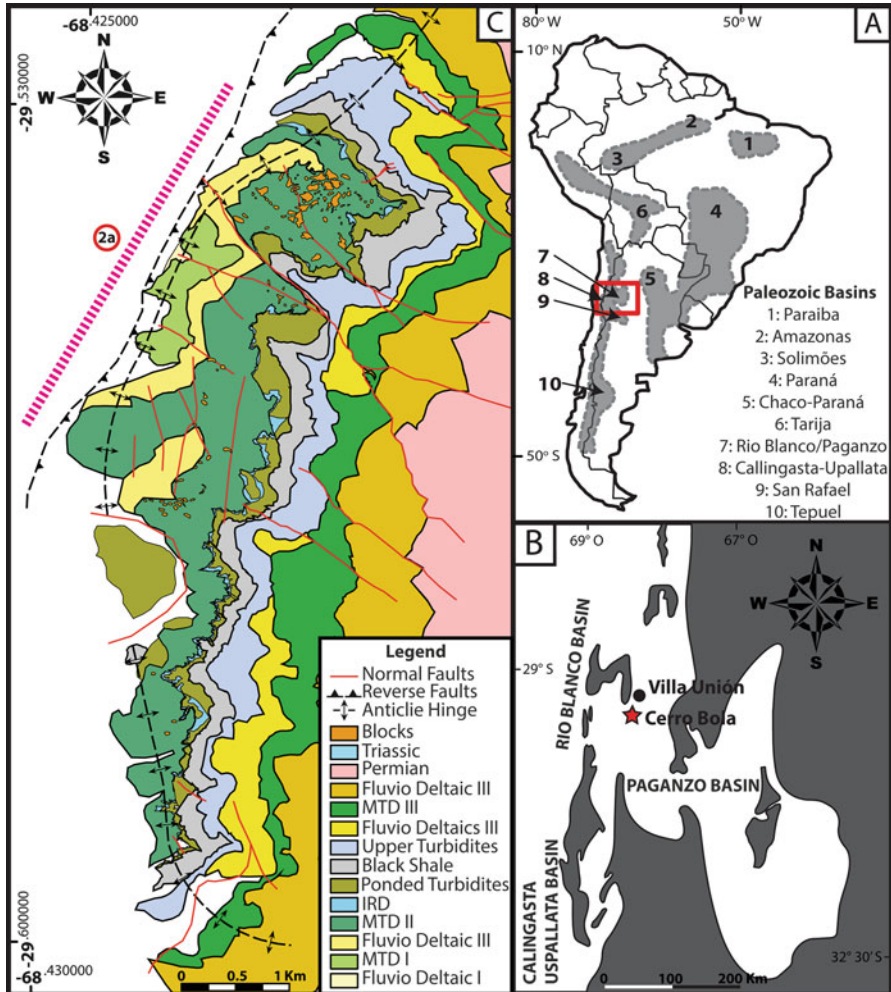 -68
.425000
C
N
W E
S
-29.530000
2a
Legend
Normal Faults
Reverse Faults
Anticlie Hinge
Blocks
Triassic
Permian
Fluvio Deltaic III
MTD III
Fluvio Deltaics III
Upper Turbidites
Black Shale
Ponded Turbidites
IRD
MTD II
Fluvio Deltaic III
MTD I
Fluvio Deltaic I
-29.600000
-68
.430000
0 0.5 1 Km
80°W 50°W
A
10° N
1
2
3
4
5
6
7
8
9
10
50° S
Paleozoic Basins
1: Paraiba
2: Amazonas
3: Solimões
4: Paraná
5: Chaco-Paraná
6: Tarija
7: Rio Blanco/Paganzo
8: Callingasta-Upallata
9: San Rafael
10: Tepuel
B
69° O 67° O
N
W E
S
29° S
RIO BLANCO BASIN
Villa Unión
Cerro Bola
PAGANZO BASIN
CALINGASTA
USPALLATA BASIN
32° 30' S
0 100 200 Km